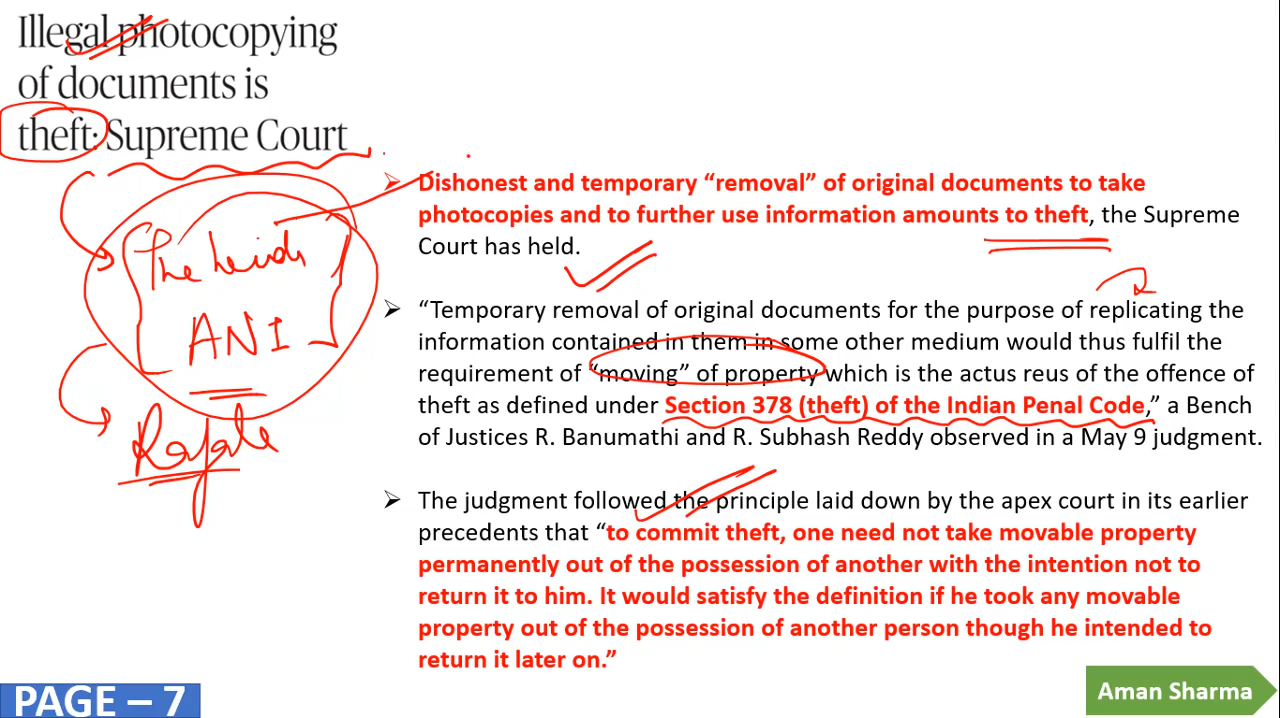 Illegal photocopying
of documents is
theft: Supreme Court
The
ANI
➢ Dishonest and temporary “removal” of original documents to take
photocopies and to further use information amounts to theft, the Supreme
Court has held.
➢ “Temporary removal of original documents for the purpose of replicating the
information contained in them in some other medium would thus fulfil the
requirement of “moving” of property which is the actus reus of the offence of
theft as defined under Section 378 (theft) of the Indian Penal Code,” a Bench
of Justices R. Banumathi and R. Subhash Reddy observed in a May 9 judgment.
➢ The judgment followed the principle laid down by the apex court in its earlier
precedents that “to commit theft, one need not take movable property
permanently out of the possession of another with the intention not to
return it to him. It would satisfy the definition if he took any movable
property out of the possession of another person though he intended to
return it later on.”
PAGE – 7
Aman Sharma